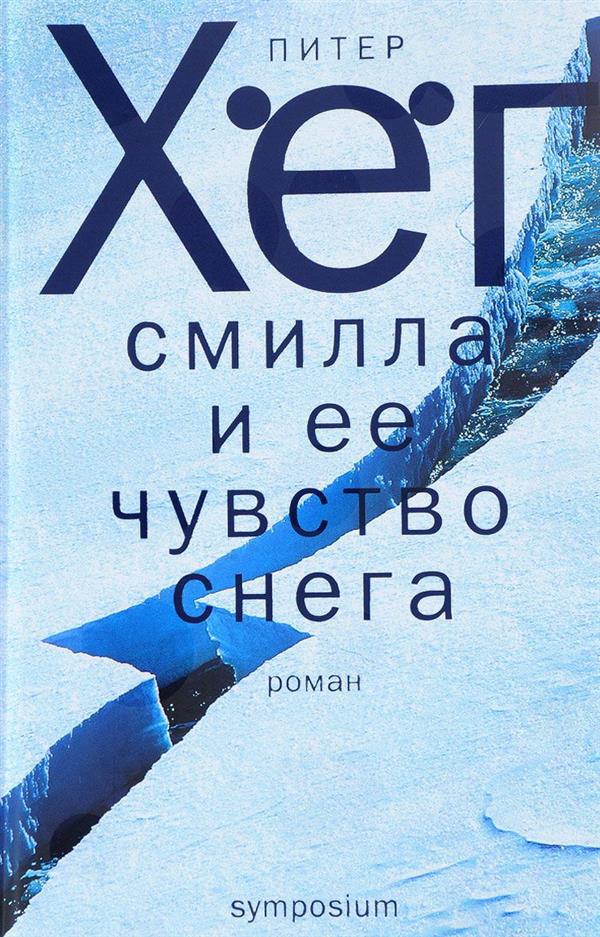 ПИТЕР
Хёг
смилла
и ее
чувство
снега
роман
symposium